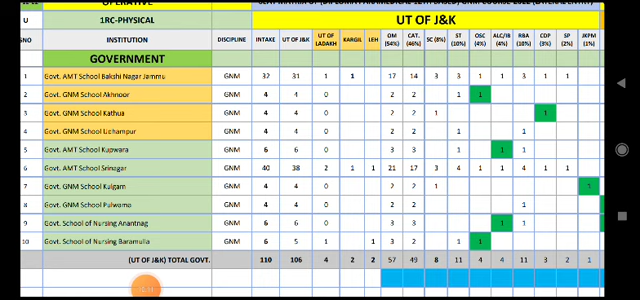 OPERATIVE
U 1RC-PHYSICAL UT OF J&K
SNO INSTITUTION DISCIPLINE INTAKE UT OF J&K UT OF LADAKH KARGIL LEH OM (54%) CAT. (46%) SC (8%) ST (10%) OSC (4%) ALC/IB (4%) RBA (10%) CDP (3%) SP (2%) JKPM (1%)
GOVERNMENT
1 Govt. AMT School Bakshi Nagar Jammu GNM 32 31 1 1 17 14 3 3 1 1 3 1 1
2 Govt. GNM School Akhnoor GNM 4 4 0 2 2 1
3 Govt. GNM School Kathua GNM 4 4 0 2 2 1 1
4 Govt. GNM School Udhampur GNM 4 4 0 2 2 1 1
5 Govt. AMT School Kupwara GNM 6 6 0 3 3 1 1 1
6 Govt. AMT School Srinagar GNM 40 38 2 1 1 21 17 3 4 1 1 4 1 1
7 Govt. GNM School Kulgam GNM 4 4 0 2 2 1 1
8 Govt. GNM School Pulwama GNM 4 4 0 2 2 1 1
9 Govt. School of Nursing Anantnag GNM 6 6 0 3 3 1 1
10 Govt. School of Nursing Baramulla GNM 6 5 1 1 3 2 1 1
(UT OF J&K) TOTAL GOVT. 110 106 4 2 2 57 49 8 11 4 4 11 3 2 1